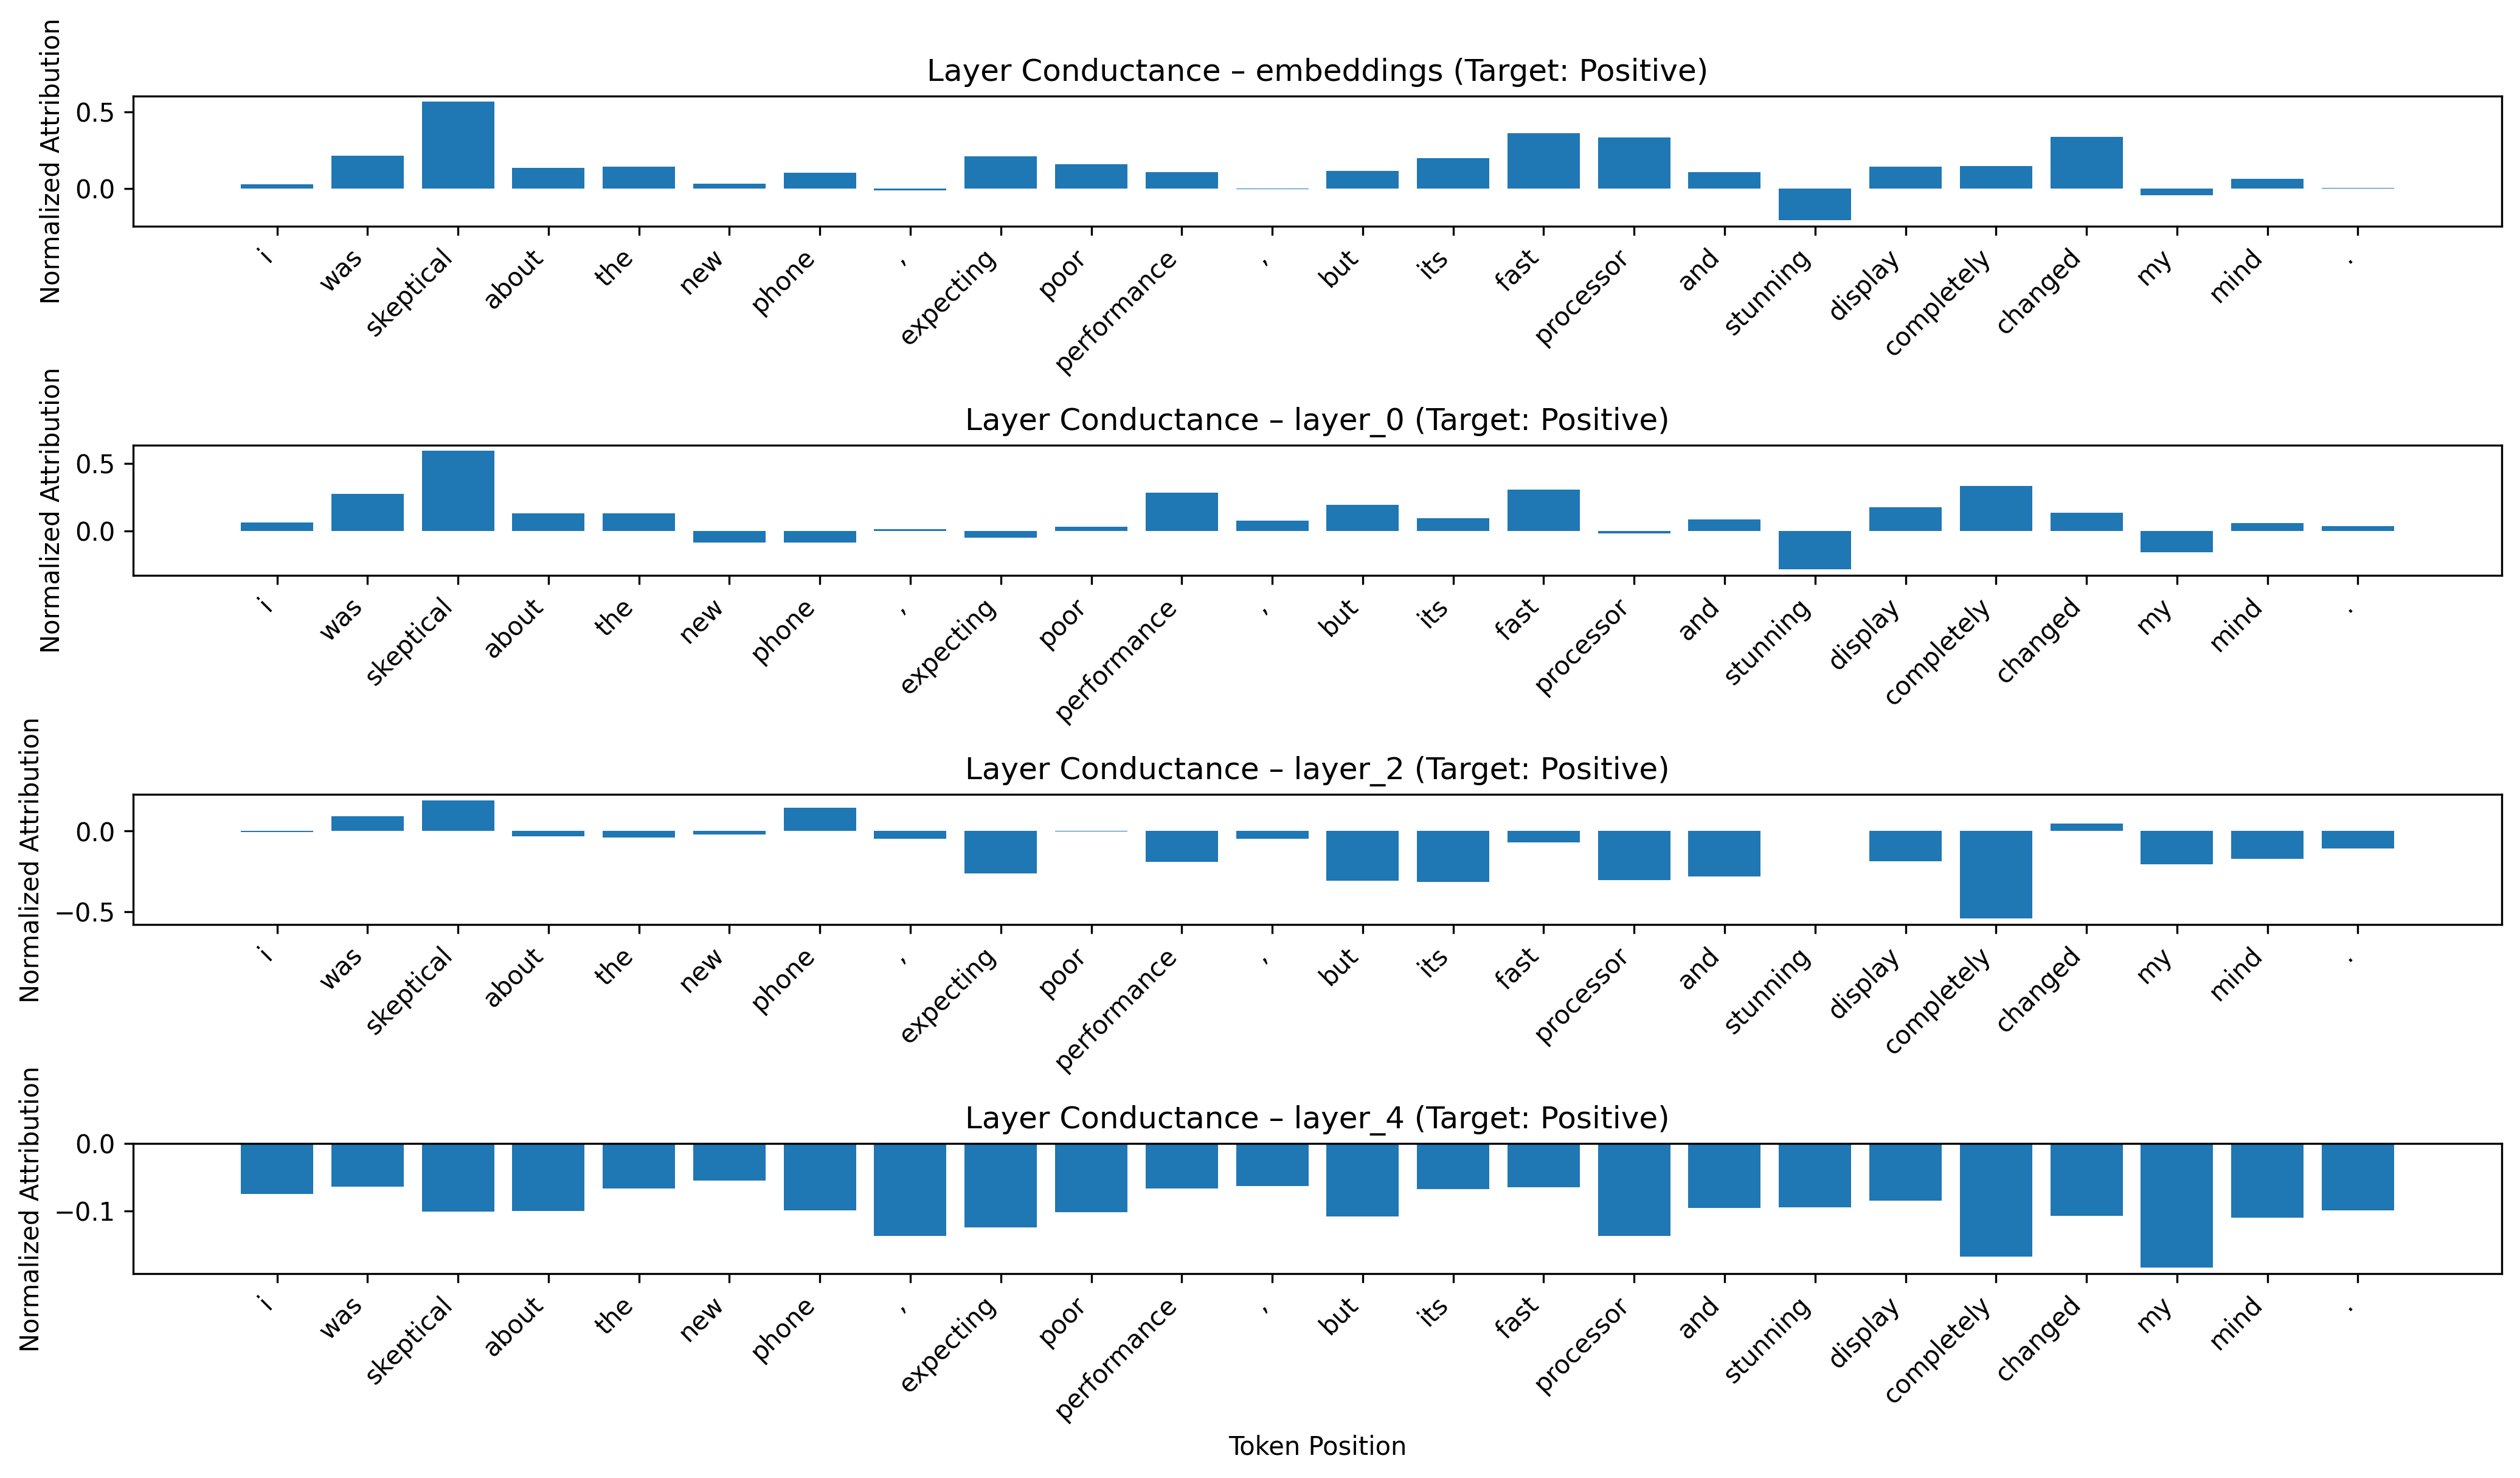 Layer Conductance – embeddings (Target: Positive)
Normalized Attribution
0.5
0.0
i was skeptical about the new phone , expecting poor performance , but its fast processor and stunning display completely changed my mind .
Layer Conductance – layer_0 (Target: Positive)
Normalized Attribution
0.5
0.0
i was skeptical about the new phone , expecting poor performance , but its fast processor and stunning display completely changed my mind .
Layer Conductance – layer_2 (Target: Positive)
Normalized Attribution
0.0
−0.5
i was skeptical about the new phone , expecting poor performance , but its fast processor and stunning display completely changed my mind .
Layer Conductance – layer_4 (Target: Positive)
Normalized Attribution
0.0
−0.1
i was skeptical about the new phone , expecting poor performance , but its fast processor and stunning display completely changed my mind .
Token Position